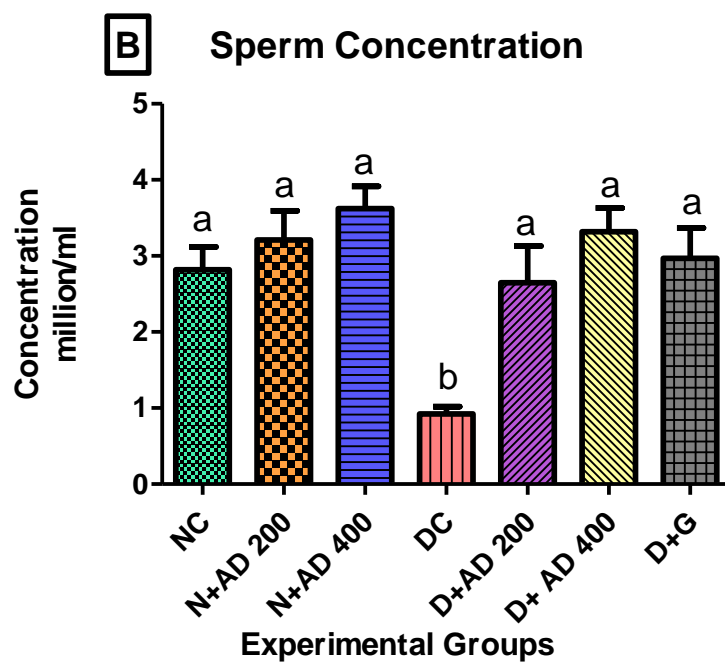 B Sperm Concentration
Concentration
million/ml
5
4
3
2
1
0
a
a
a
b
a
a
a
NC
N+AD 200
N+AD 400
DC
D+AD 200
D+ AD 400
D+G
Experimental Groups